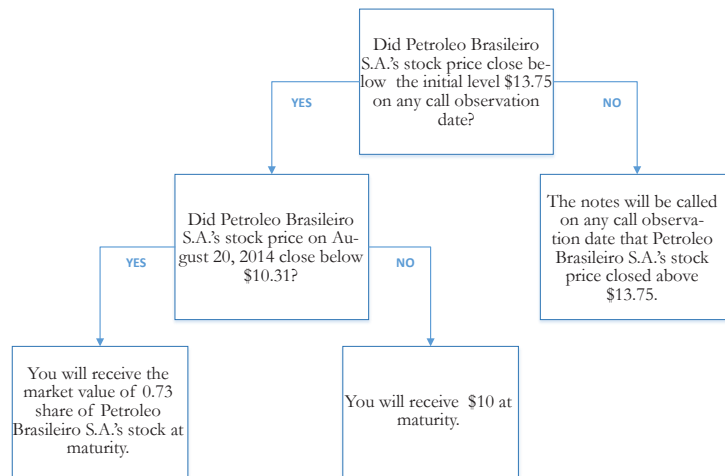 Did Petroleo Brasileiro
S.A.'s stock price close be-
low the initial level $13.75
on any call observation
date?
YES
NO
Did Petroleo Brasileiro
S.A.'s stock price on Au-
gust 20, 2014 close below
$10.31?
The notes will be called
on any call observa-
tion date that Petroleo
Brasileiro S.A.'s stock
price closed above
$13.75.
YES
NO
You will receive the
market value of 0.73
share of Petroleo
Brasileiro S.A.'s stock at
maturity.
You will receive $10 at
maturity.